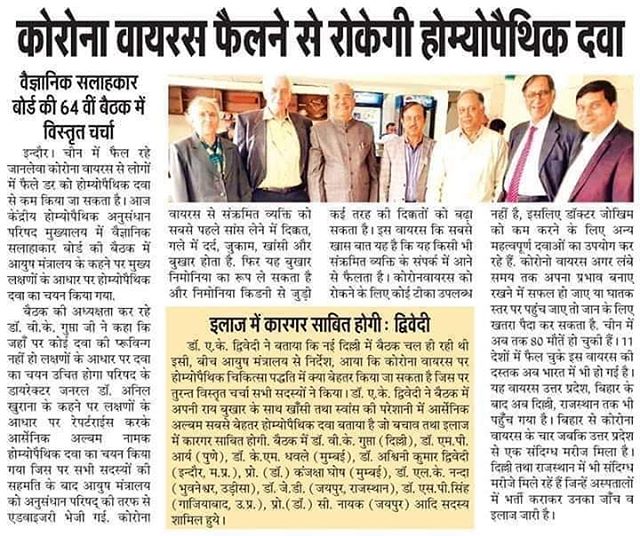 कोरोना वायरस फैलने से रोकेगी होम्योपैथिक दवा
वैज्ञानिक सलाहकार
बोर्ड की 64 वीं बैठक में
विस्तृत चर्चा
इन्दौर। चीन में फैल रहे
जानलेवा कोरोना वायरस से लोगों
में फैले डर को होम्योपैथिक दवा
से कम किया जा सकता है। आज
केंद्रीय होम्योपैथिक अनुसंधान
परिषद मुख्यालय में वैज्ञानिक
सलाहाकार बोर्ड की बैठक में
आयुष मंत्रालय के कहने पर मुख्य
लक्षणों के आधार पर होम्योपैथिक
दवा का चयन किया गया।
बैठक की अध्यक्षता कर रहे
डॉ. वी.के. गुप्ता जी ने कहा कि
जहाँ पर कोई दवा की प्रूविन्ग
नहीं हो लक्षणों के आधार पर दवा
का चयन उचित होगा परिषद के
डायरेक्टर जनरल डॉ. अनिल
खुराना के कहने पर लक्षणों के
आधार पर रेपर्टराईस करके
आर्सेनिक अल्बम नामक
होम्योपैथिक दवा का चयन किया
गया जिस पर सभी सदस्यों की
सहमति के बाद आयुष मंत्रालय
को अनुसंधान परिषद् की तरफ से
एडवाइजरी भेजी गई. कोरोना
वायरस से संक्रमित व्यक्ति को
सबसे पहले सांस लेने में दिक्कत,
गले में दर्द, जुकाम, खांसी और
बुखार होता है. फिर यह बुखार
निमोनिया का रूप ले सकता है
और निमोनिया किडनी से जुड़ी
कई तरह की दिक्कतों को बढ़ा
सकता है। इस वायरस कि सबसे
खास बात यह है कि यह किसी भी
संक्रमित व्यक्ति के संपर्क में आने
से फैलता है। कोरोनवायरस को
रोकने के लिए कोई टीका उपलब्ध
नहीं है, इसलिए डॉक्टर जोखिम
को कम करने के लिए अन्य
महत्वपूर्ण दवाओं का उपयोग कर
रहे हैं. कोरोना वायरस अगर लंबे
समय तक अपना प्रभाव बनाए
रखने में सफल हो जाए या घातक
स्तर पर पहुंच जाए तो जान के लिए
खतरा पैदा कर सकता है. चीन में
अब तक 80 मौतें हो चुकी हैं। 11
देशों में फैल चुके इस वायरस की
दस्तक अब भारत में भी हो गई है।
यह वायरस उत्तर प्रदेश, बिहार के
बाद अब दिल्ली, राजस्थान तक भी
पहुँच गया है। बिहार से कोरोना
वायरस के चार जबकि उत्तर प्रदेश
से एक संदिग्ध मरीज मिला है।
दिल्ली तथा राजस्थान में भी संदिग्ध
मरीजे मिले रहें हैं जिन्हें अस्पतालों
में भर्ती कराकर उनका जाँच व
इलाज जारी है।
इलाज में कारगर साबित होगी : द्विवेदी
डॉ. ए.के. द्विवेदी ने बताया कि नई दिल्ली में बैठक चल ही रही थी
इसी, बीच आयुष मंत्रालय से निर्देश, आया कि कोरोना वायरस पर
होम्योपैथिक चिकित्सा पद्धति में क्या बेहतर किया जा सकता है जिस पर
तुरन्त विस्तृत चर्चा सभी सदस्यों ने किया। डॉ. ए.के. द्विवेदी ने बैठक में
अपनी राय बुखार के साथ खाँसी तथा स्वांस की परेशानी में आर्सेनिक
अल्बम सबसे बेहतर होम्योपैथिक दवा बताया है जो बचाव तथा इलाज
में कारगर साबित होगी. बैठक में डॉ. वी.के. गुप्ता (दिल्ली), डॉ. एम.पी.
आर्य (पुणे), डॉ. के.एम. धवले (मुम्बई), डॉ. अश्विनी कुमार द्विवेदी
(इन्दौर, म.प्र.), प्रो. (डॉ.) कंजक्षा घोष (मुम्बई), डॉ. एल.के. नन्दा
(भुवनेश्वर, उड़ीसा), डॉ. जे.डी. (जयपुर, राजस्थान), डॉ. एस.पी.सिंह
(गाजियाबाद, उ.प्र.), प्रो.(डॉ.) सी. नायक (जयपुर) आदि सदस्य
शामिल हुये।